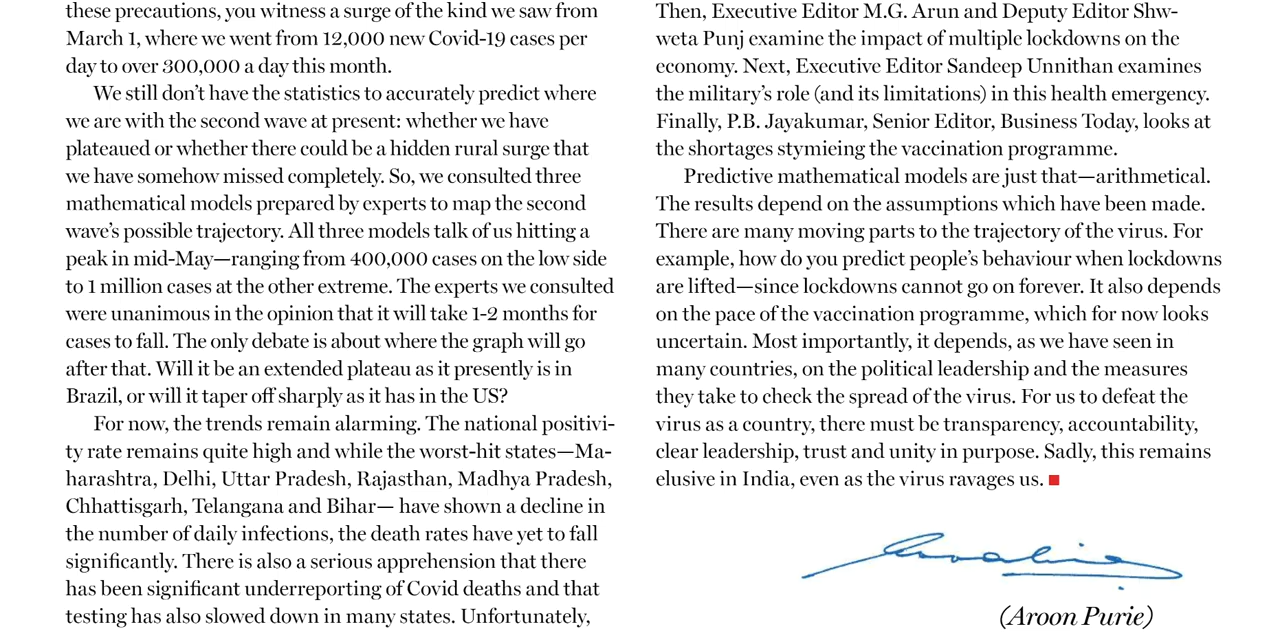 these precautions, you witness a surge of the kind we saw from
March 1, where we went from 12,000 new Covid-19 cases per
day to over 300,000 a day this month.
We still don’t have the statistics to accurately predict where
we are with the second wave at present: whether we have
plateaued or whether there could be a hidden rural surge that
we have somehow missed completely. So, we consulted three
mathematical models prepared by experts to map the second
wave’s possible trajectory. All three models talk of us hitting a
peak in mid-May—ranging from 400,000 cases on the low side
to 1 million cases at the other extreme. The experts we consulted
were unanimous in the opinion that it will take 1-2 months for
cases to fall. The only debate is about where the graph will go
after that. Will it be an extended plateau as it presently is in
Brazil, or will it taper off sharply as it has in the US?
For now, the trends remain alarming. The national positivi-
ty rate remains quite high and while the worst-hit states—Ma-
harashtra, Delhi, Uttar Pradesh, Rajasthan, Madhya Pradesh,
Chhattisgarh, Telangana and Bihar— have shown a decline in
the number of daily infections, the death rates have yet to fall
significantly. There is also a serious apprehension that there
has been significant underreporting of Covid deaths and that
testing has also slowed down in many states. Unfortunately,
Then, Executive Editor M.G. Arun and Deputy Editor Shw-
weta Punj examine the impact of multiple lockdowns on the
economy. Next, Executive Editor Sandeep Unnithan examines
the military’s role (and its limitations) in this health emergency.
Finally, P.B. Jayakumar, Senior Editor, Business Today, looks at
the shortages stymieing the vaccination programme.
Predictive mathematical models are just that—arithmetical.
The results depend on the assumptions which have been made.
There are many moving parts to the trajectory of the virus. For
example, how do you predict people’s behaviour when lockdowns
are lifted—since lockdowns cannot go on forever. It also depends
on the pace of the vaccination programme, which for now looks
uncertain. Most importantly, it depends, as we have seen in
many countries, on the political leadership and the measures
they take to check the spread of the virus. For us to defeat the
virus as a country, there must be transparency, accountability,
clear leadership, trust and unity in purpose. Sadly, this remains
elusive in India, even as the virus ravages us.
(Aroon Purie)